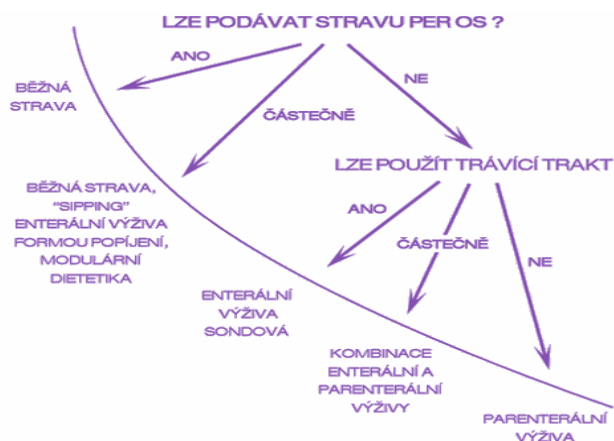 LZE PODÁVAT STRAVU PER OS ?
ANO
ČÁSTEČNĚ
NE
BĚŽNÁ
STRAVA
BĚŽNÁ STRAVA,
“SIPPING”
ENTERÁLNÍ VÝŽIVA
FORMOU POPÍJENÍ,
MODULÁRNÍ
DIETETIKA
LZE POUŽÍT TRÁVÍCÍ TRAKT
ANO
ČÁSTEČNĚ
NE
ENTERÁLNÍ
VÝŽIVA
SONDOVÁ
KOMBINACE
ENTERÁLNÍ A
PARENTERÁLNÍ
VÝŽIVY
PARENTERÁLNÍ
VÝŽIVA